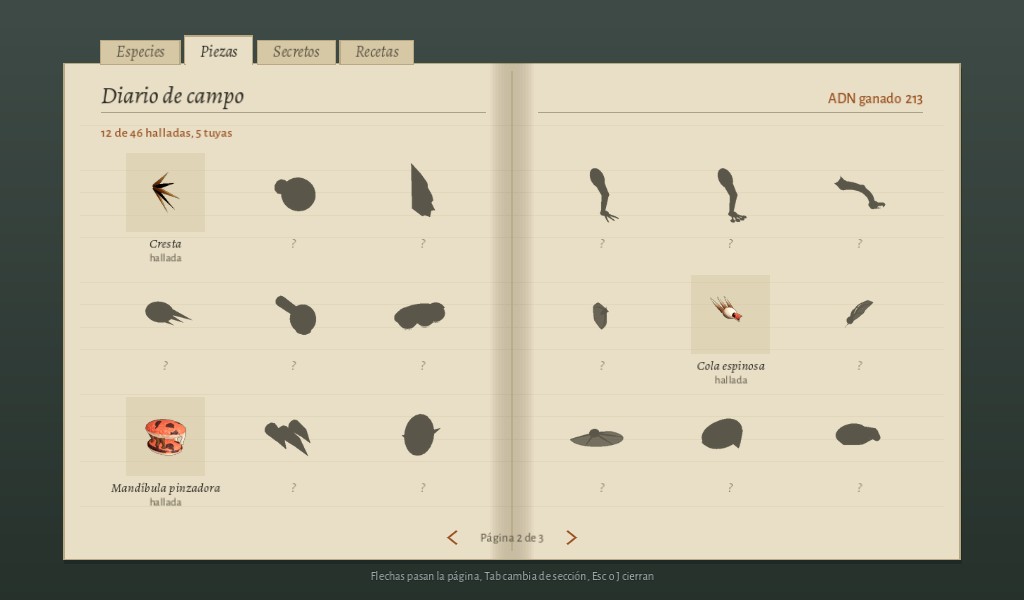 Especies
Piezas
Secretos
Recetas
Diario de campo
ADN ganado 213
12 de 46 halladas, 5 tuyas
Cresta
hallada
?
?
?
?
?
?
?
?
?
Cola espinosa
hallada
?
Mandíbula pinzadora
hallada
?
?
?
?
?
Página 2 de 3
Flechas pasan la página, Tab cambia de sección, Esc o J cierran